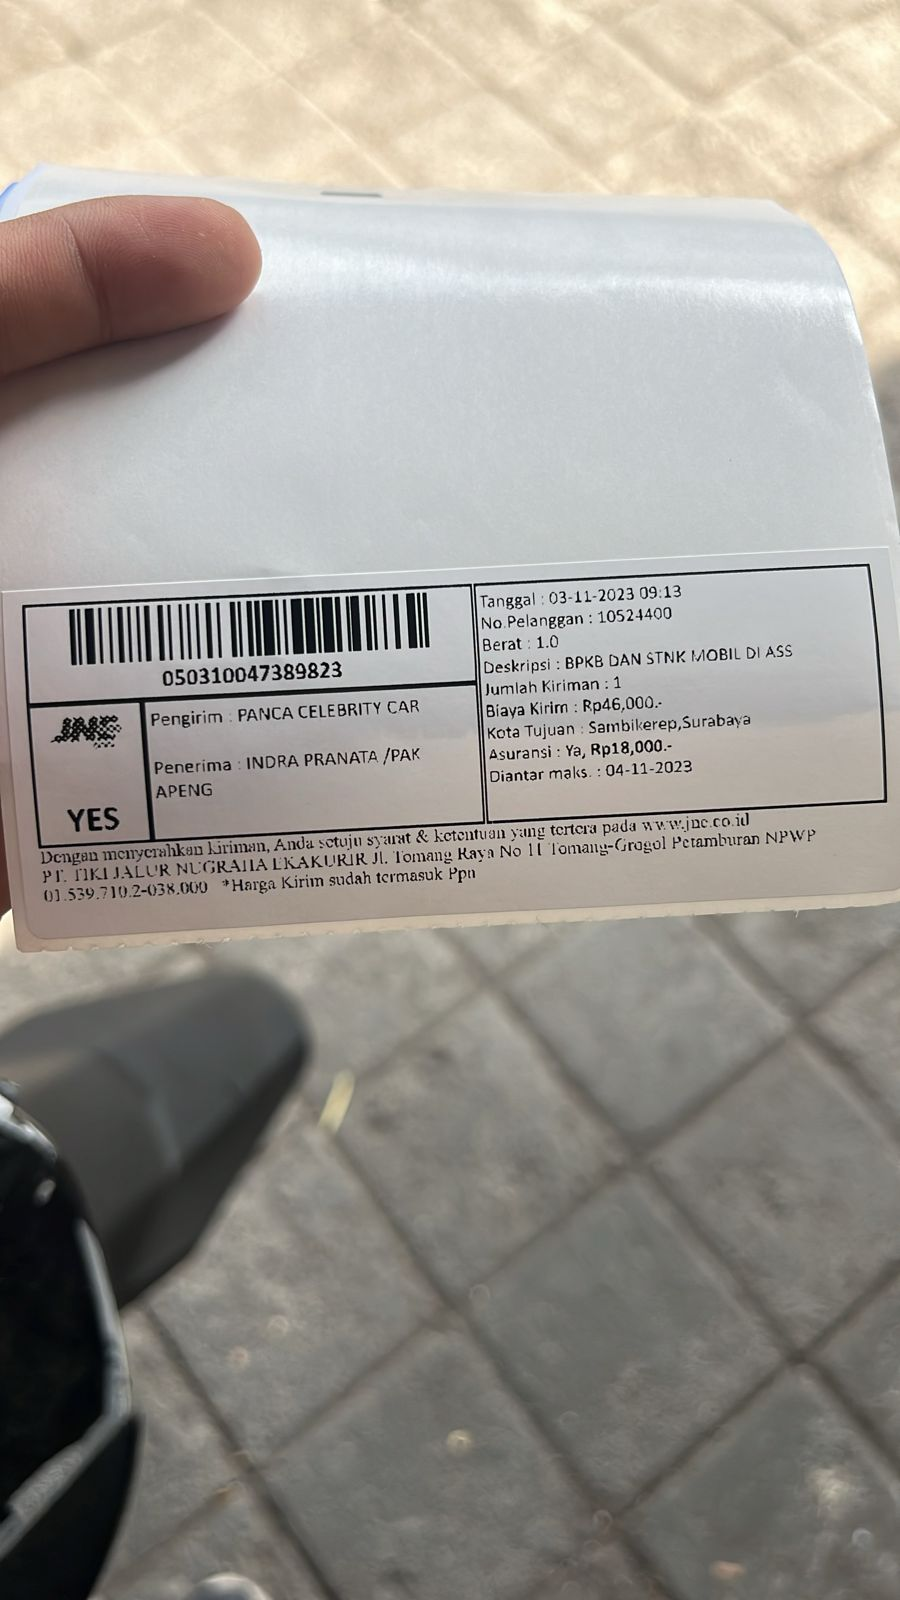 050310047389823
JNE
YES
Pengirim : PANCA CELEBRITY CAR
Penerima : INDRA PRANATA /PAK
APENG
Tanggal : 03-11-2023 09:13
No.Pelanggan : 10524400
Berat : 1.0
Deskripsi : BPKB DAN STNK MOBIL DI ASS
Jumlah Kiriman : 1
Biaya Kirim : Rp46,000.-
Kota Tujuan : Sambikerep,Surabaya
Asuransi : Ya, Rp18,000.-
Diantar maks. : 04-11-2023
Dengan menyerahkan kiriman, Anda setuju syarat & ketentuan yang tertera pada www.jne.co.id
PT. TIKI JALUR NUGRAHA EKAKURIR Jl. Tomang Raya No 11 Tomang-Grogol Petamburan NPWP
01.539.710.2-038.000 *Harga Kirim sudah termasuk Ppn